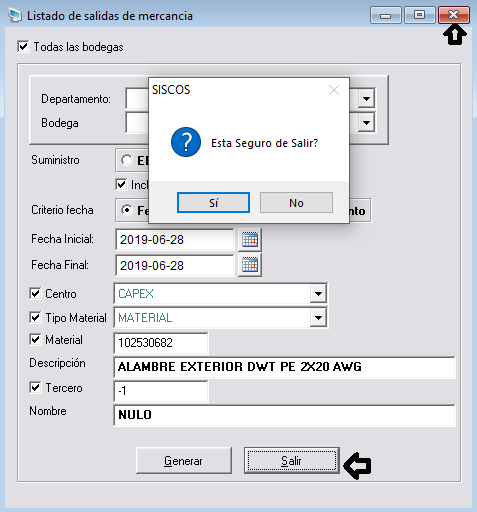 Listado de salidas de mercancia
Todas las bodegas
SISCOS
Departamento:
Bodega
Esta Seguro de Salir?
Suministro
Incl
Sí
No
Criterio fecha
Fe
nto
Fecha Inicial:
2019-06-28
Fecha Final:
2019-06-28
Centro
CAPEX
Tipo Material
MATERIAL
Material
102530682
Descripción
ALAMBRE EXTERIOR DWT PE 2X20 AWG
Tercero
-1
Nombre
NULO
Generar
Salir